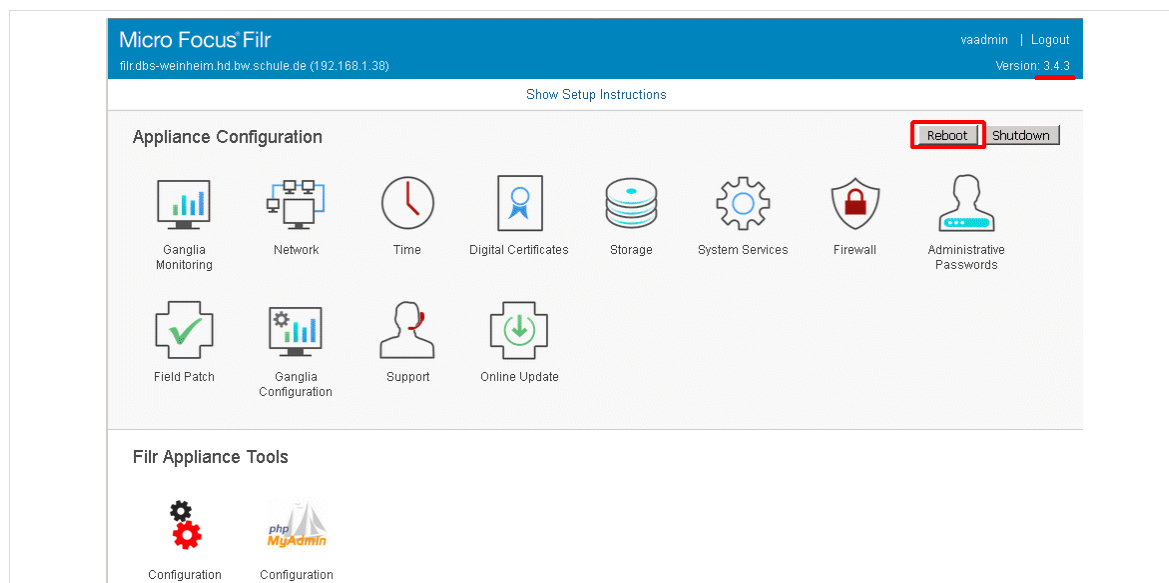 Micro Focus® Filr
vaadmin | Logout
filr.dbs-weinheim.hd.bw.schule.de (192.168.1.38)
Version: 3.4.3
Show Setup Instructions
Appliance Configuration
Reboot
Shutdown
Ganglia
Monitoring
Network
Time
Digital Certificates
Storage
System Services
Firewall
Administrative
Passwords
Field Patch
Ganglia
Configuration
Support
Online Update
Filr Appliance Tools
php
MyAdmin
Configuration
Configuration